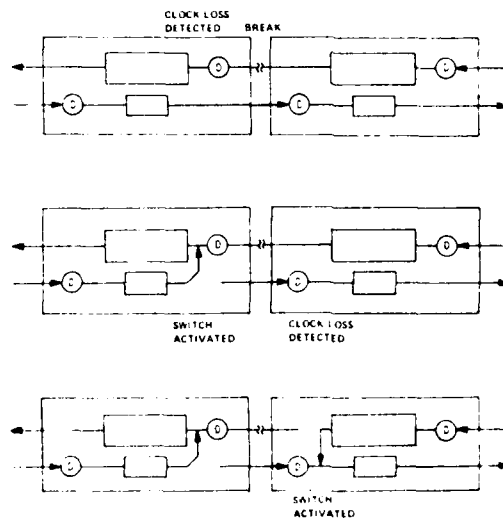 CLOCK LOSS
DETECTED BREAK
D D
D D
D D
D D
SWITCH
ACTIVATED
CLOCK LOSS
DETECTED
D D
D D
SWITCH
ACTIVATED